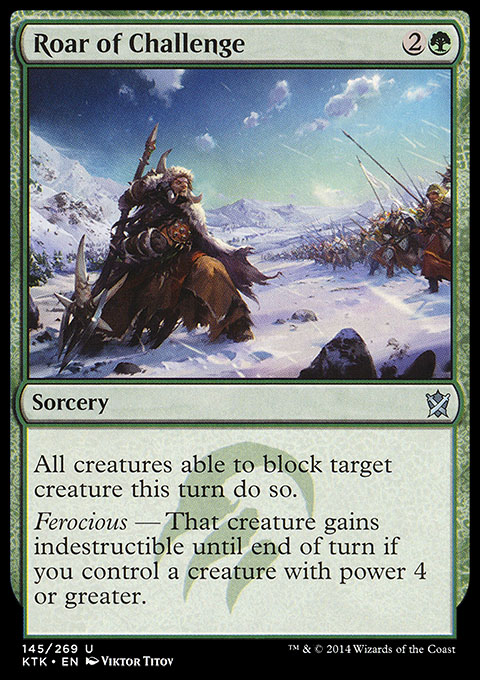 Roar of Challenge 2
Sorcery
All creatures able to block target
creature this turn do so.
Ferocious — That creature gains
indestructible until end of turn if
you control a creature with power 4
or greater.
145/269 U
KTK • EN Viktor Titov
™ & © 2014 Wizards of the Coast